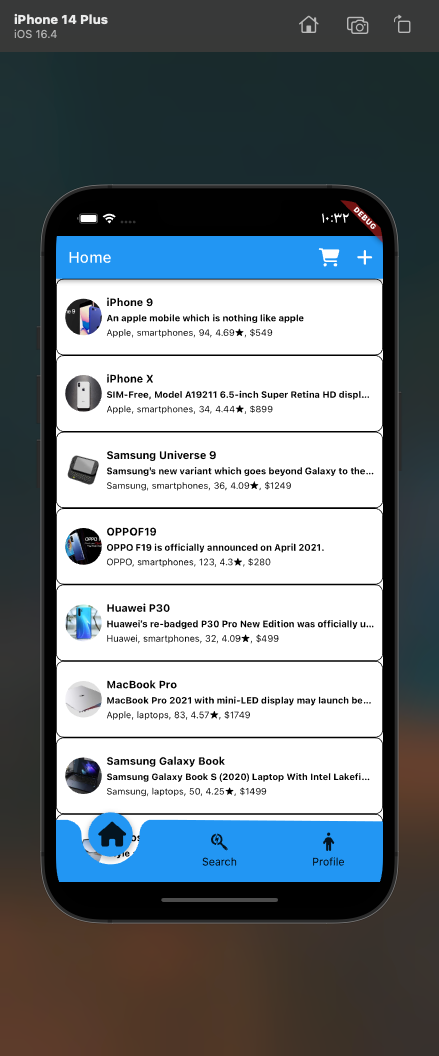 iPhone 14 Plus
iOS 16.4
١٠:٣٢
DEBUG
Home
iPhone 9
An apple mobile which is nothing like apple
Apple, smartphones, 94, 4.69★, $549
iPhone X
SIM-Free, Model A19211 6.5-inch Super Retina HD displ...
Apple, smartphones, 34, 4.44★, $899
Samsung Universe 9
Samsung's new variant which goes beyond Galaxy to the...
Samsung, smartphones, 36, 4.09★, $1249
OPPOF19
OPPO F19 is officially announced on April 2021.
OPPO, smartphones, 123, 4.3★, $280
Huawei P30
Huawei's re-badged P30 Pro New Edition was officially u...
Huawei, smartphones, 32, 4.09★, $499
MacBook Pro
MacBook Pro 2021 with mini-LED display may launch be...
Apple, laptops, 83, 4.57★, $1749
Samsung Galaxy Book
Samsung Galaxy Book S (2020) Laptop With Intel Lakefi...
Samsung, laptops, 50, 4.25★, $1499
Search
Profile